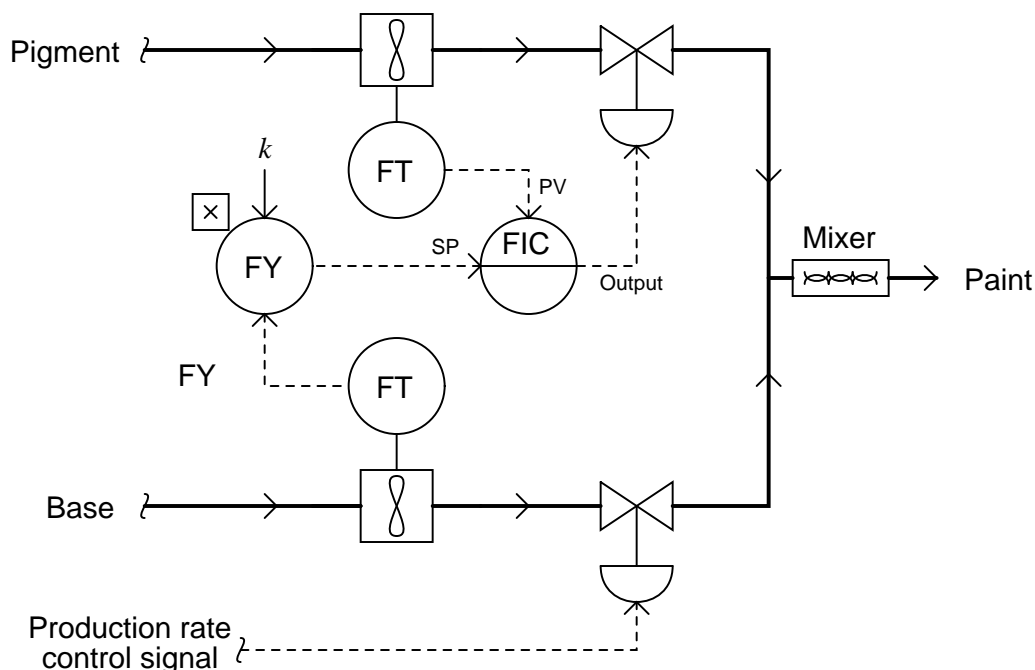 Pigment
FT
k
×
PV
FIC
SP
FY
Output
Mixer
Paint
FY
FT
Base
Production rate
control signal